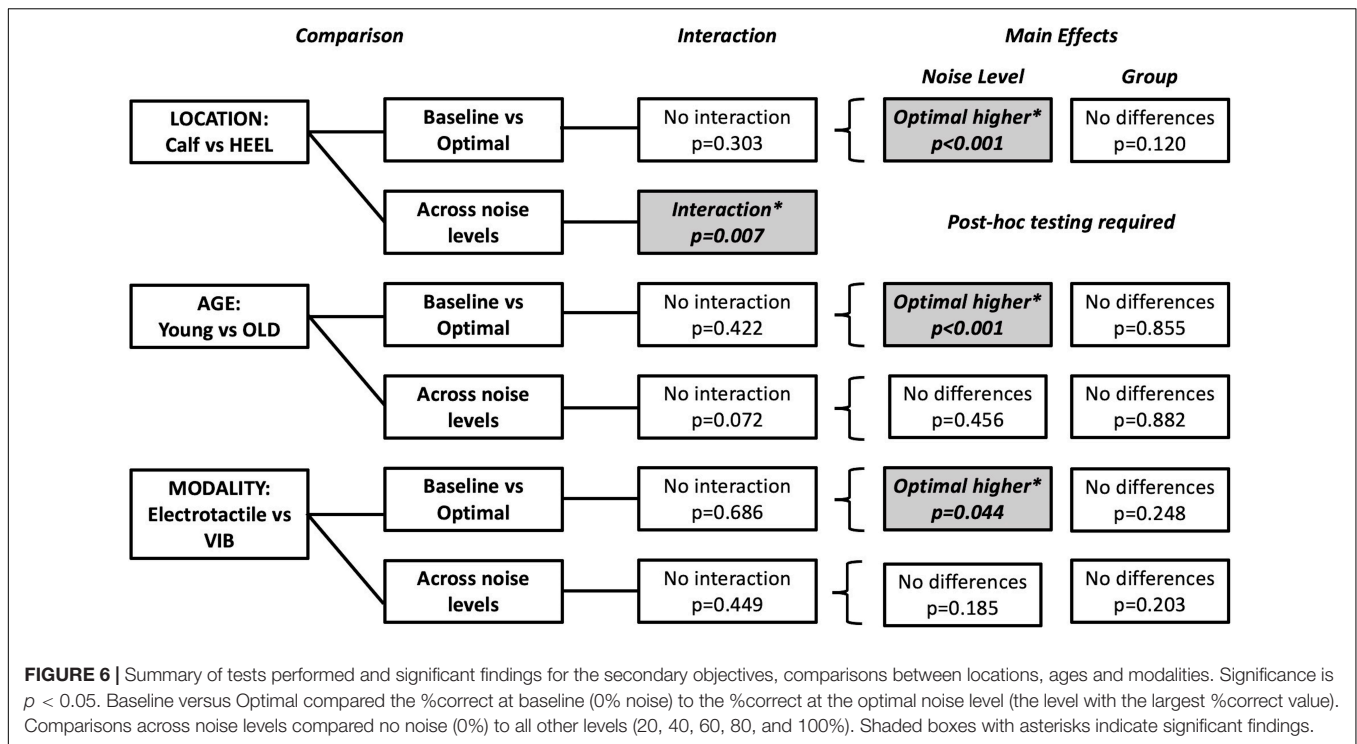 Comparison Interaction Main Effects
Noise Level Group
LOCATION:
Calf vs HEEL
Baseline vs
Optimal
No interaction
p=0.303
Optimal higher*
p<0.001
No differences
p=0.120
Across noise
levels
Interaction*
p=0.007
Post-hoc testing required
AGE:
Young vs OLD
Baseline vs
Optimal
No interaction
p=0.422
Optimal higher*
p<0.001
No differences
p=0.855
Across noise
levels
No interaction
p=0.072
No differences
p=0.456
No differences
p=0.882
MODALITY:
Electrotactile vs
VIB
Baseline vs
Optimal
No interaction
p=0.686
Optimal higher*
p=0.044
No differences
p=0.248
Across noise
levels
No interaction
p=0.449
No differences
p=0.185
No differences
p=0.203
FIGURE 6 | Summary of tests performed and significant findings for the secondary objectives, comparisons between locations, ages and modalities. Significance is
p < 0.05. Baseline versus Optimal compared the %correct at baseline (0% noise) to the %correct at the optimal noise level (the level with the largest %correct value).
Comparisons across noise levels compared no noise (0%) to all other levels (20, 40, 60, 80, and 100%). Shaded boxes with asterisks indicate significant findings.